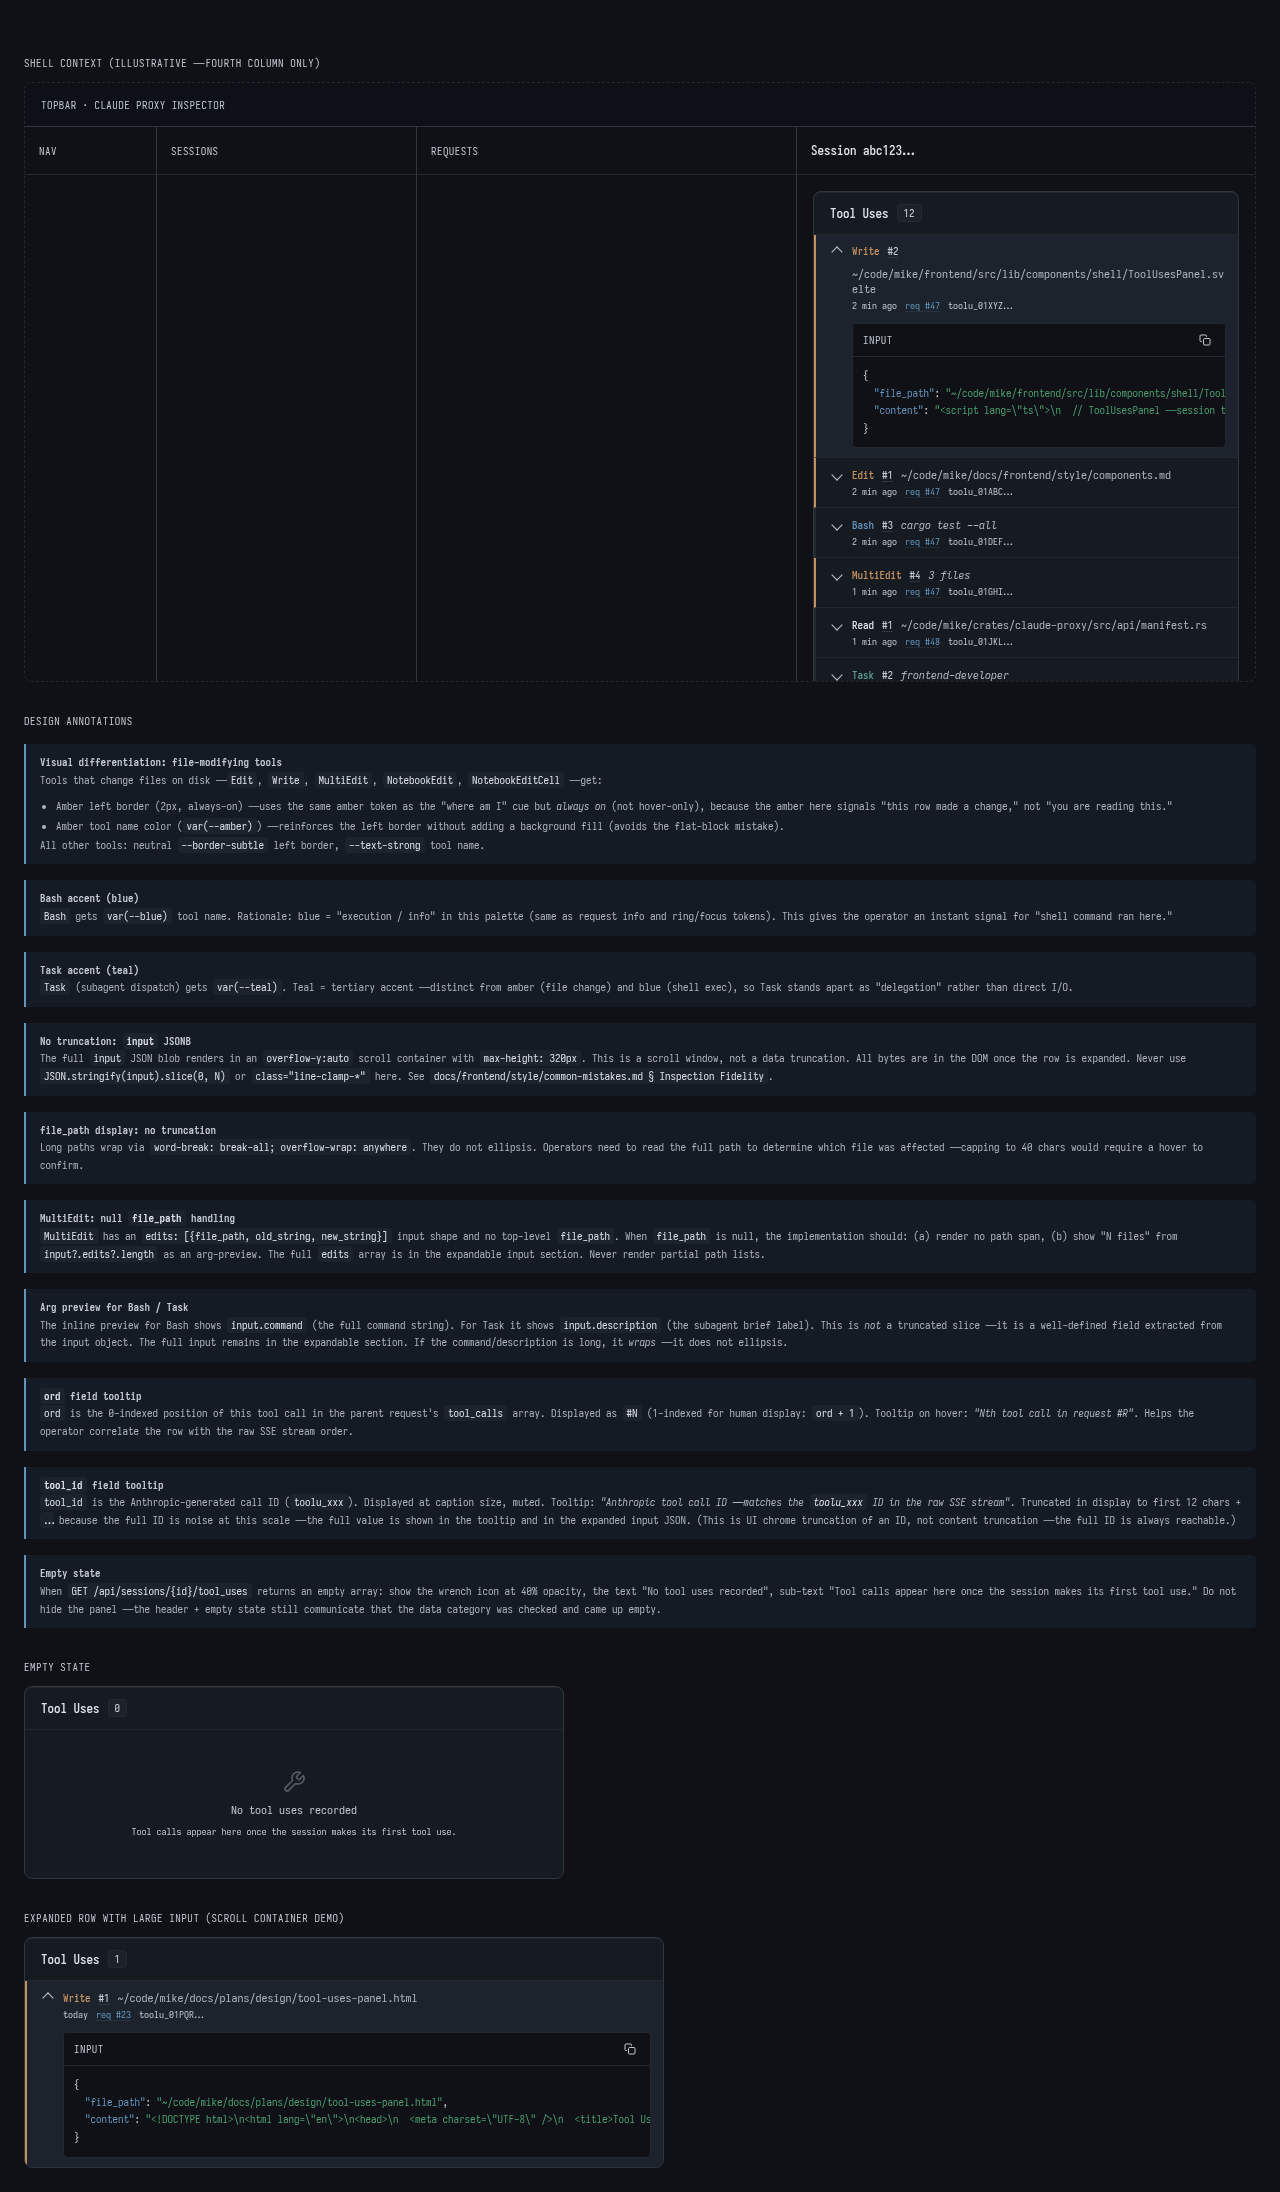 SHELL CONTEXT (ILLUSTRATIVE —FOURTH COLUMN ONLY)
TOPBAR · CLAUDE PROXY INSPECTOR
NAV
SESSIONS
REQUESTS
Session abc123…
Tool Uses 12
Write #2
~/code/mike/frontend/src/lib/components/shell/ToolUsesPanel.sv
elte
2 min ago req #47 toolu_01XYZ…
INPUT
{
"file_path": "~/code/mike/frontend/src/lib/components/shell/Tool
"content": "<script lang=\"ts\">\n  // ToolUsesPanel —session t
}
Edit #1 ~/code/mike/docs/frontend/style/components.md
2 min ago req #47 toolu_01ABC…
Bash #3 cargo test --all
2 min ago req #47 toolu_01DEF…
MultiEdit #4 3 files
1 min ago req #47 toolu_01GHI…
Read #1 ~/code/mike/crates/claude-proxy/src/api/manifest.rs
1 min ago req #48 toolu_01JKL…
Task #2 frontend-developer
DESIGN ANNOTATIONS
Visual differentiation: file-modifying tools
Tools that change files on disk — Edit, Write, MultiEdit, NotebookEdit, NotebookEditCell —get:
• Amber left border (2px, always-on) —uses the same amber token as the "where am I" cue but always on (not hover-only), because the amber here signals "this row made a change," not "you are reading this."
• Amber tool name color (var(--amber)) —reinforces the left border without adding a background fill (avoids the flat-block mistake).
All other tools: neutral --border-subtle left border, --text-strong tool name.
Bash accent (blue)
Bash gets var(--blue) tool name. Rationale: blue = "execution / info" in this palette (same as request info and ring/focus tokens). This gives the operator an instant signal for "shell command ran here."
Task accent (teal)
Task (subagent dispatch) gets var(--teal). Teal = tertiary accent —distinct from amber (file change) and blue (shell exec), so Task stands apart as "delegation" rather than direct I/O.
No truncation: input JSONB
The full input JSON blob renders in an overflow-y:auto scroll container with max-height: 320px. This is a scroll window, not a data truncation. All bytes are in the DOM once the row is expanded. Never use
JSON.stringify(input).slice(0, N) or class="line-clamp-*" here. See docs/frontend/style/common-mistakes.md § Inspection Fidelity.
file_path display: no truncation
Long paths wrap via word-break: break-all; overflow-wrap: anywhere. They do not ellipsis. Operators need to read the full path to determine which file was affected —capping to 40 chars would require a hover to
confirm.
MultiEdit: null file_path handling
MultiEdit has an edits: [{file_path, old_string, new_string}] input shape and no top-level file_path. When file_path is null, the implementation should: (a) render no path span, (b) show "N files" from
input?.edits?.length as an arg-preview. The full edits array is in the expandable input section. Never render partial path lists.
Arg preview for Bash / Task
The inline preview for Bash shows input.command (the full command string). For Task it shows input.description (the subagent brief label). This is not a truncated slice —it is a well-defined field extracted from
the input object. The full input remains in the expandable section. If the command/description is long, it wraps —it does not ellipsis.
ord field tooltip
ord is the 0-indexed position of this tool call in the parent request's tool_calls array. Displayed as #N (1-indexed for human display: ord + 1). Tooltip on hover: "Nth tool call in request #R". Helps the
operator correlate the row with the raw SSE stream order.
tool_id field tooltip
tool_id is the Anthropic-generated call ID (toolu_xxx). Displayed at caption size, muted. Tooltip: "Anthropic tool call ID —matches the toolu_xxx ID in the raw SSE stream". Truncated in display to first 12 chars +
… because the full ID is noise at this scale —the full value is shown in the tooltip and in the expanded input JSON. (This is UI chrome truncation of an ID, not content truncation —the full ID is always reachable.)
Empty state
When GET /api/sessions/{id}/tool_uses returns an empty array: show the wrench icon at 40% opacity, the text "No tool uses recorded", sub-text "Tool calls appear here once the session makes its first tool use." Do not
hide the panel —the header + empty state still communicate that the data category was checked and came up empty.
EMPTY STATE
Tool Uses 0
No tool uses recorded
Tool calls appear here once the session makes its first tool use.
EXPANDED ROW WITH LARGE INPUT (SCROLL CONTAINER DEMO)
Tool Uses 1
Write #1 ~/code/mike/docs/plans/design/tool-uses-panel.html
today req #23 toolu_01PQR…
INPUT
{
"file_path": "~/code/mike/docs/plans/design/tool-uses-panel.html",
"content": "<!DOCTYPE html>\n<html lang=\"en\">\n<head>\n  <meta charset=\"UTF-8\" />\n  <title>Tool Us
}